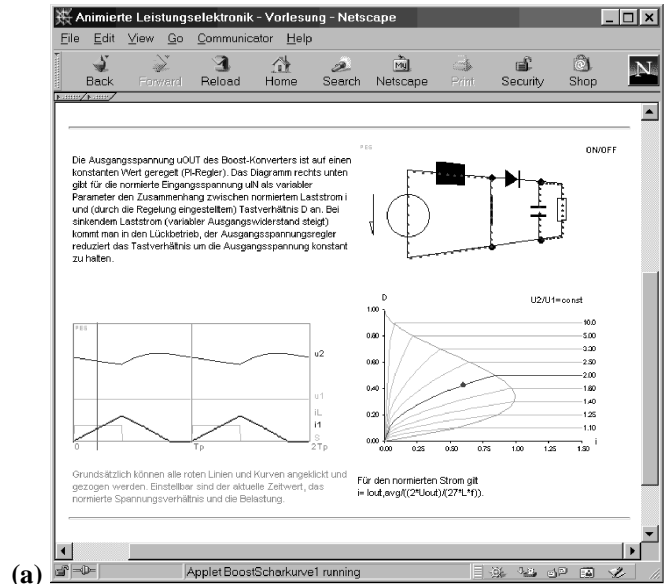 Animierte Leistungselektronik - Vorlesung - Netscape
File Edit View Go Communicator Help
Back Forward Reload Home Search Netscape Print Security Shop
My
N
Die Ausgangsspannung uOUT des Boost-Konverters ist auf einen
konstanten Wert geregelt (PI-Regler). Das Diagramm rechts unten
gibt für die normierte Eingangsspannung uIN als variabler
Parameter den Zusammenhang zwischen normiertem Laststrom i
und (durch die Regelung eingestelltem) Tastverhältnis D an. Bei
sinkendem Laststrom (variabler Ausgangswiderstand steigt)
kommt man in den Lückbetrieb, der Ausgangsspannungsregler
reduziert das Tastverhältnis um die Ausgangsspannung konstant
zu halten.
ON/OFF
u2
u1
iL
i1
S
0 Tp 2Tp
D
U2/U1=const
1.00
0.80
0.60
0.40
0.20
0.00
10.0
5.00
3.30
2.50
2.00
1.60
1.40
1.25
1.10
i
0.00 0.25 0.50 0.75 1.00 1.25 1.50
Grundsätzlich können alle roten Linien und Kurven angeklickt und
gezogen werden. Einstellbar sind der aktuelle Zeitwert, das
normierte Spannungsverhältnis und die Belastung.
Für den normierten Strom gilt
i= Iout,avg/((2*Uout)/(27*L*f)).
(a)
Applet BoostScharkurve1 running